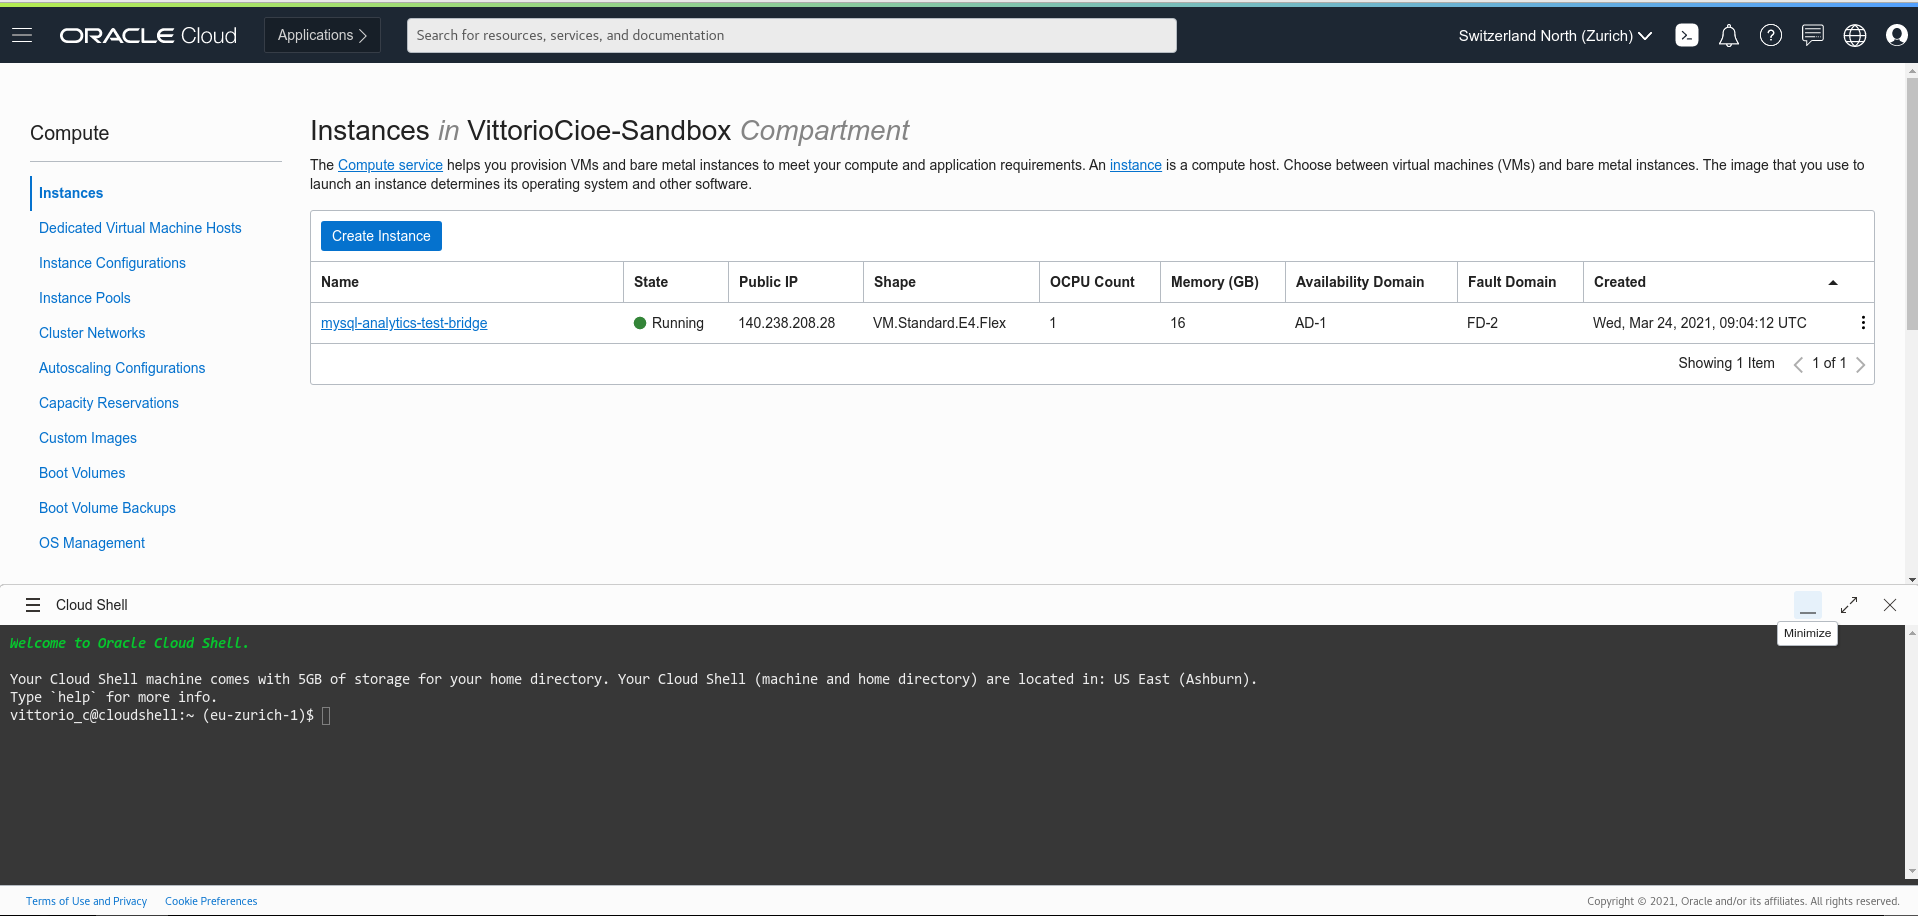 ORACLE Cloud Applications Search for resources, services, and documentation Switzerland North (Zurich)
Compute
Instances
Dedicated Virtual Machine Hosts
Instance Configurations
Instance Pools
Cluster Networks
Autoscaling Configurations
Capacity Reservations
Custom Images
Boot Volumes
Boot Volume Backups
OS Management
Instances in VittorioCioe-Sandbox Compartment
The Compute service helps you provision VMs and bare metal instances to meet your compute and application requirements. An instance is a compute host. Choose between virtual machines (VMs) and bare metal instances. The image that you use to
launch an instance determines its operating system and other software.
Create Instance
Name State Public IP Shape OCPU Count Memory (GB) Availability Domain Fault Domain Created
mysql-analytics-test-bridge Running 140.238.208.28 VM.Standard.E4.Flex 1 16 AD-1 FD-2 Wed, Mar 24, 2021, 09:04:12 UTC
Showing 1 Item 1 of 1
Cloud Shell
Minimize
Welcome to Oracle Cloud Shell.
Your Cloud Shell machine comes with 5GB of storage for your home directory. Your Cloud Shell (machine and home directory) are located in: US East (Ashburn).
Type `help` for more info.
vittorio_c@cloudshell:~ (eu-zurich-1)$
Terms of Use and Privacy Cookie Preferences Copyright © 2021, Oracle and/or its affiliates. All rights reserved.